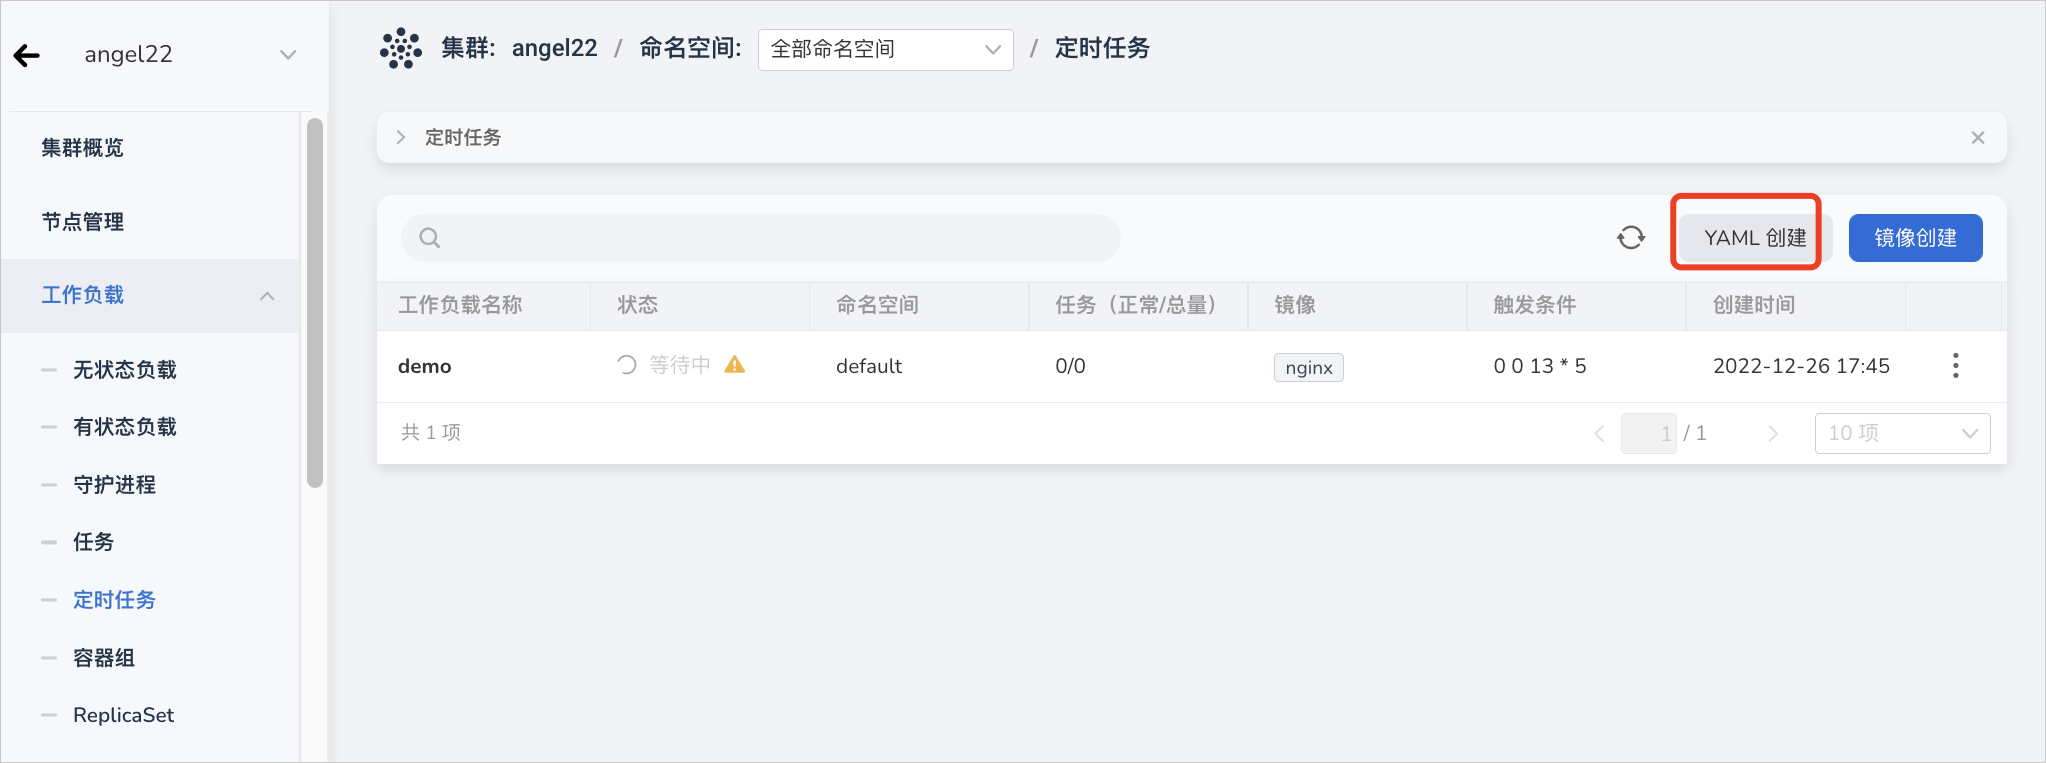 angel22
集群: angel22 / 命名空间: 全部命名空间 / 定时任务
集群概览
节点管理
工作负载
无状态负载
有状态负载
守护进程
任务
定时任务
容器组
ReplicaSet
定时任务
YAML 创建 镜像创建
工作负载名称 状态 命名空间 任务（正常/总量） 镜像 触发条件 创建时间
demo 等待中 default 0/0 nginx 0 0 13 * 5 2022-12-26 17:45
共 1 项 1 / 1 10 项